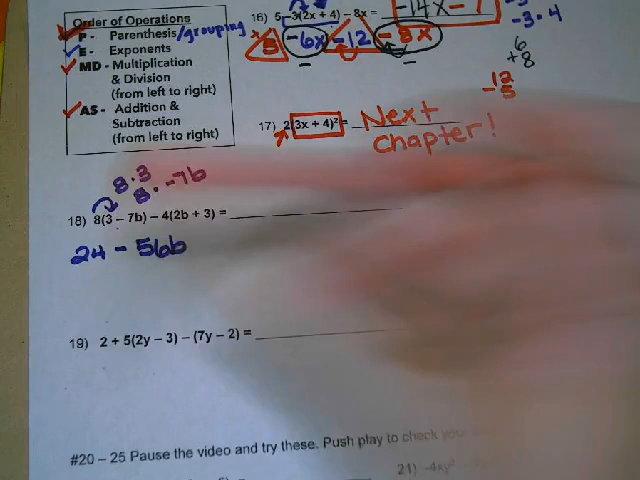 Order of Operations
P - Parenthesis/grouping
E - Exponents
MD - Multiplication
& Division
(from left to right)
AS - Addition &
Subtraction
(from left to right)
16) 5 - 3(2x + 4) - 8x = -14x - 7
5 -6x -12 -8x
-3 · 4
6
+8
12
-5
17) 2(3x + 4)² = Next
chapter!
8·3
8·-7b
18) 8(3 – 7b) – 4(2b + 3) =
24 - 56b
19) 2 + 5(2y – 3) – (7y – 2) =
#20 – 25 Pause the video and try these. Push play to check
21) -4xy²